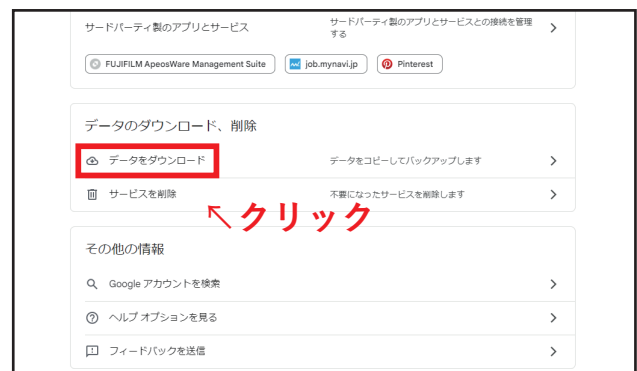 サードパーティ製のアプリとサービス
サードパーティ製のアプリとサービスとの接続を管理
する
FUJIFILM ApeosWare Management Suite
job.mynavi.jp
Pinterest
データのダウンロード、削除
データをダウンロード
データをコピーしてバックアップします
サービスを削除
不要になったサービスを削除します
↖クリック
その他の情報
Google アカウントを検索
ヘルプ オプションを見る
フィードバックを送信